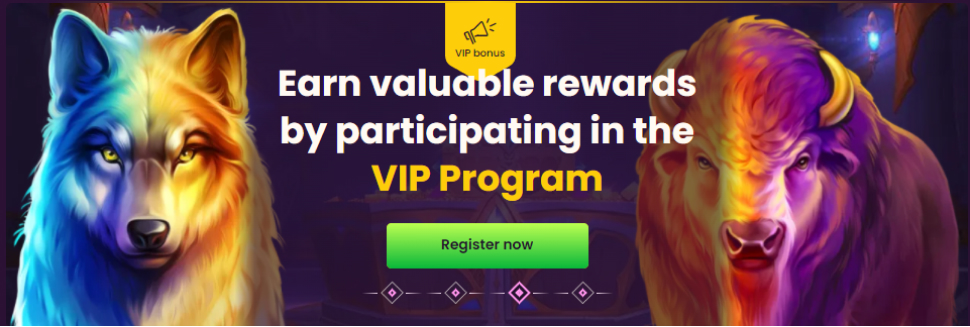 VIP bonus
Earn valuable rewards
by participating in the
VIP Program
Register now